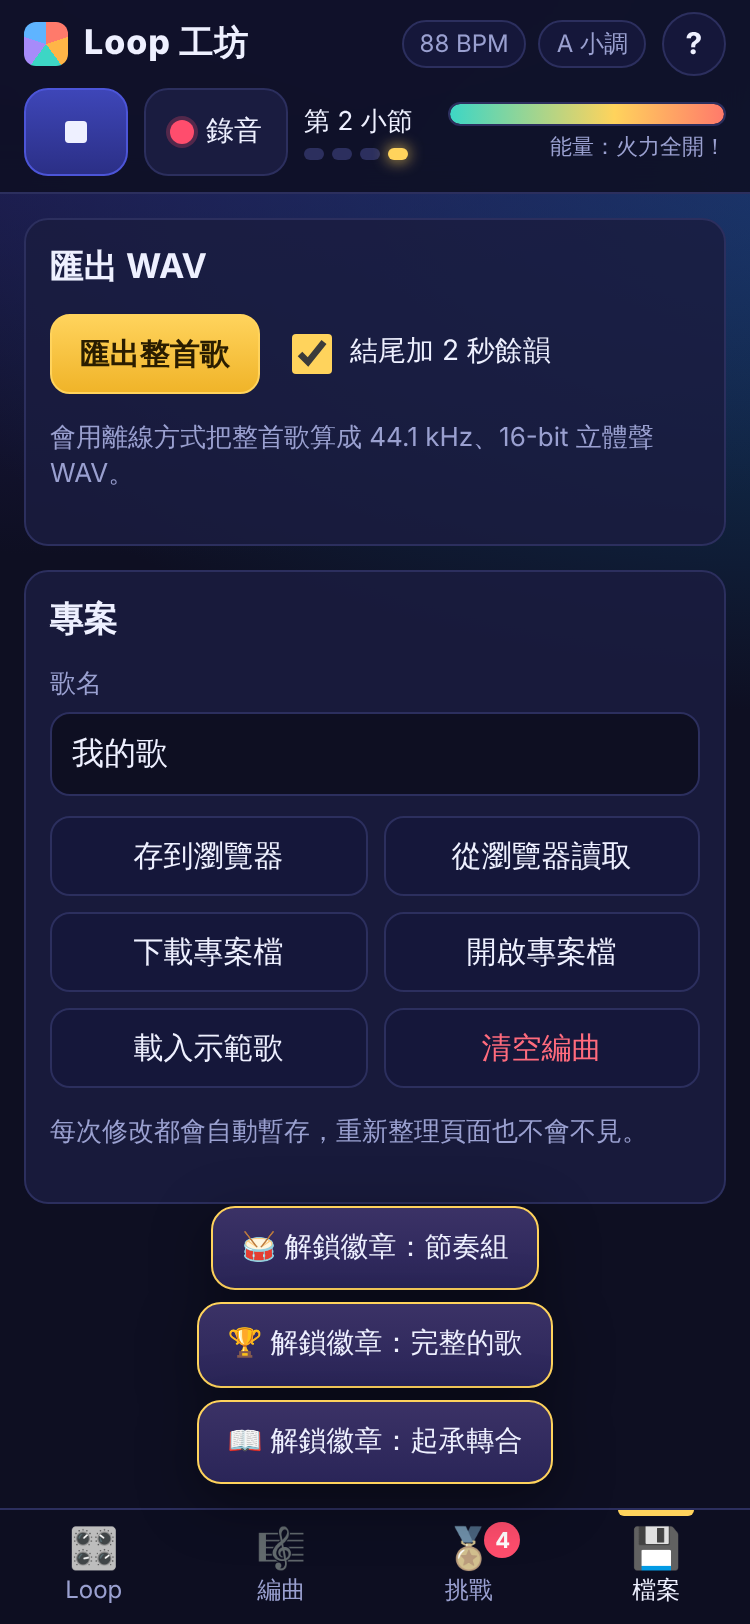 Loop 工坊
88 BPM
A 小調
?
錄音
第 2 小節
能量：火力全開！
匯出 WAV
匯出整首歌
結尾加 2 秒餘韻
會用離線方式把整首歌算成 44.1 kHz、16-bit 立體聲
WAV。
專案
歌名
我的歌
存到瀏覽器
從瀏覽器讀取
下載專案檔
開啟專案檔
載入示範歌
清空編曲
每次修改都會自動暫存，重新整理頁面也不會不見。
解鎖徽章：節奏組
解鎖徽章：完整的歌
解鎖徽章：起承轉合
Loop
編曲
4
挑戰
檔案